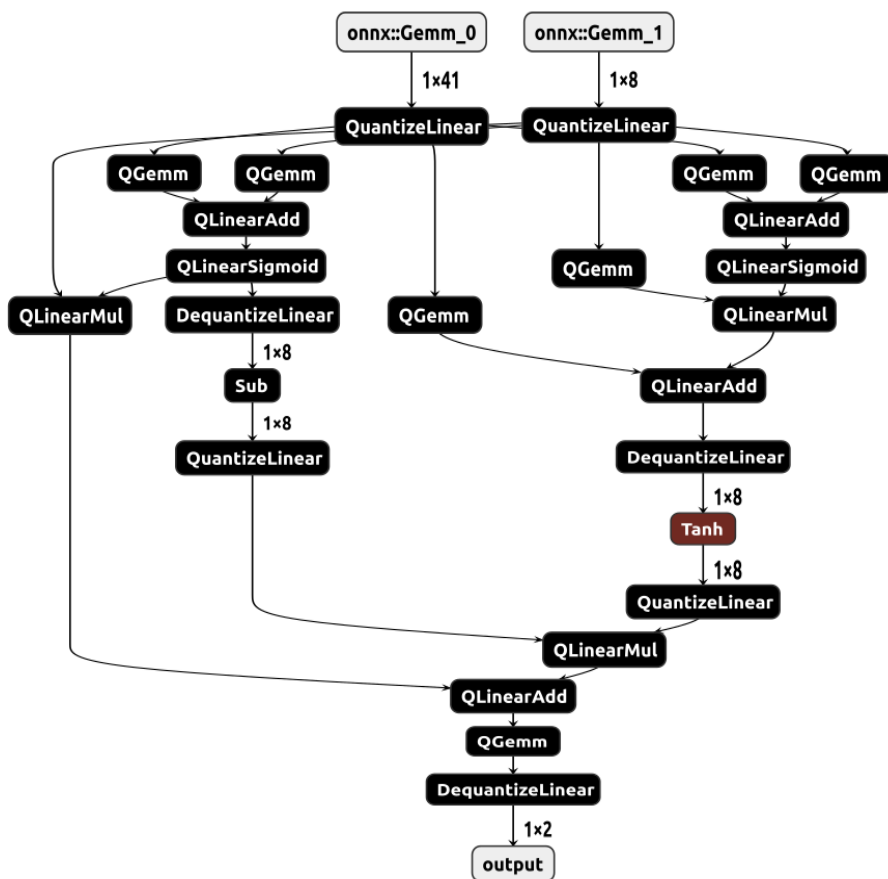 onnx::Gemm_0 onnx::Gemm_1
1×41 1×8
QuantizeLinear QuantizeLinear
QGemm QGemm QGemm QGemm
QLinearAdd QLinearAdd
QLinearSigmoid QGemm QLinearSigmoid
QLinearMul DequantizeLinear QGemm QLinearMul
1×8
Sub QLinearAdd
1×8
QuantizeLinear DequantizeLinear
1×8
Tanh
1×8
QuantizeLinear
QLinearMul
QLinearAdd
QGemm
DequantizeLinear
1×2
output